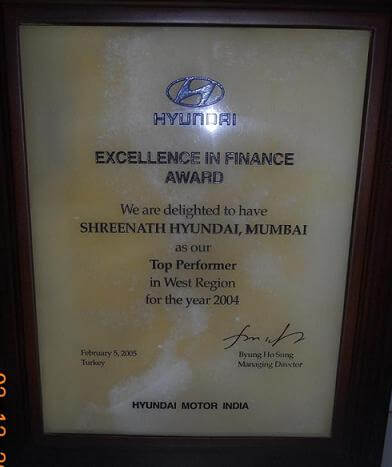 HYUNDAI
EXCELLENCE IN FINANCE
AWARD
We are delighted to have
SHREENATH HYUNDAI, MUMBAI
as our
Top Performer
in West Region
for the year 2004
February 5, 2005
Turkey
Byung Ho Sung
Managing Director
HYUNDAI MOTOR INDIA